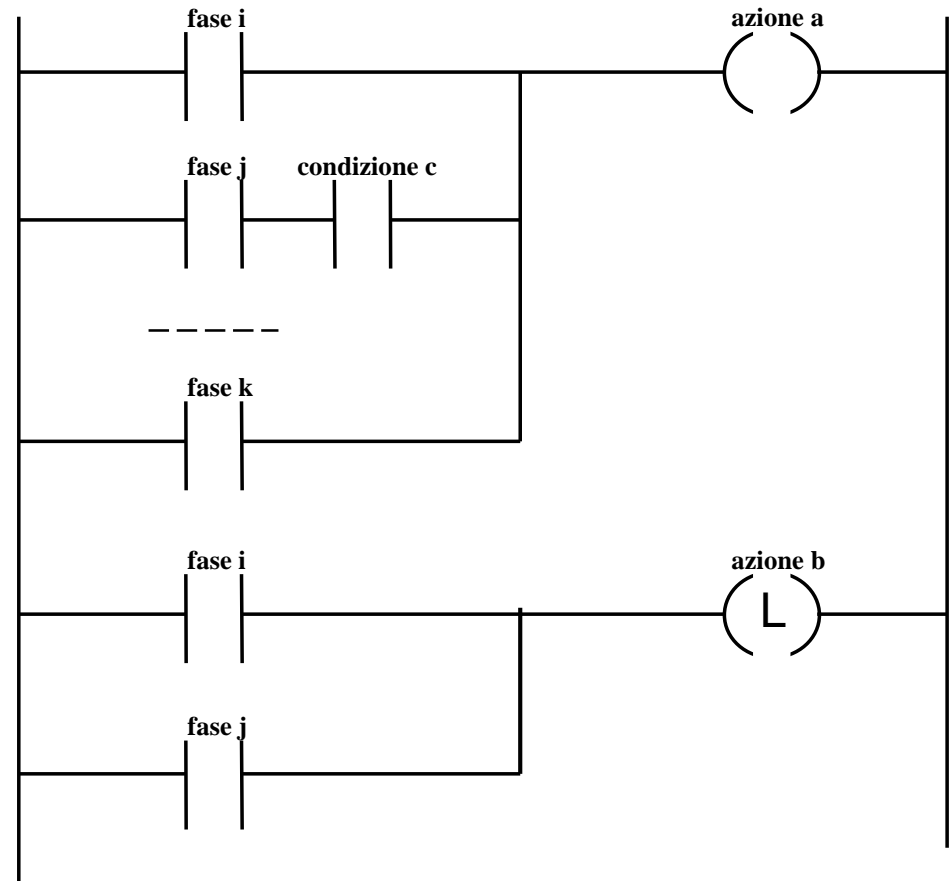 fase i
azione a
fase j
condizione c
fase k
fase i
azione b
L
fase j